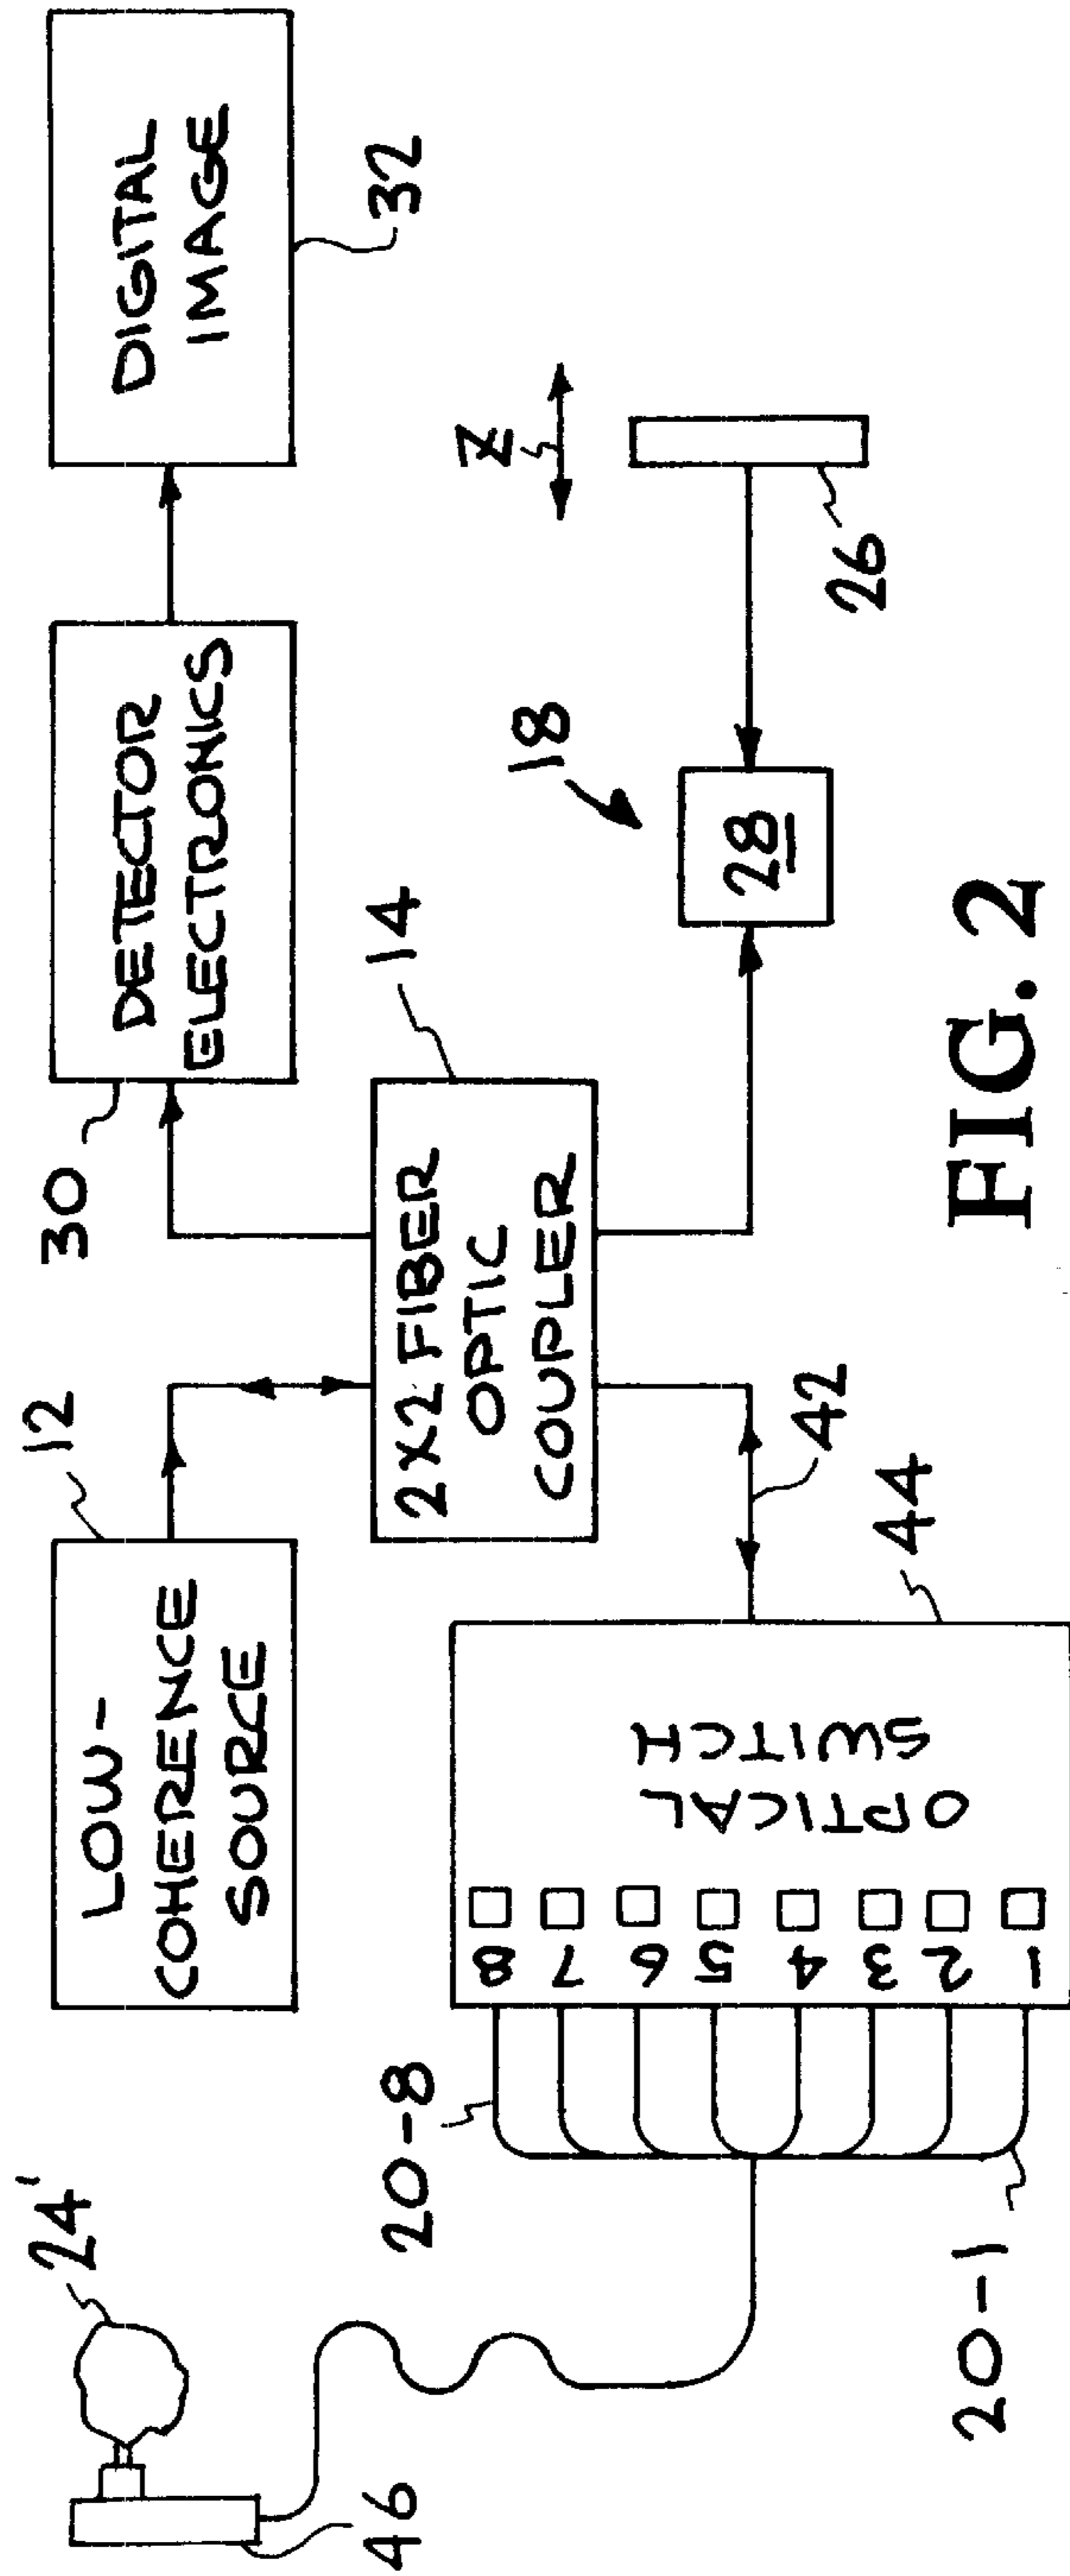 24'
46
LOW-
COHERENCE
SOURCE
12
30
DETECTOR
ELECTRONICS
DIGITAL
IMAGE
32
2X2 FIBER
OPTIC
COUPLER
14
18
28
Z
26
42
44
OPTICAL
SWITCH
8
7
6
5
4
3
2
1
20-8
20-1
FIG. 2